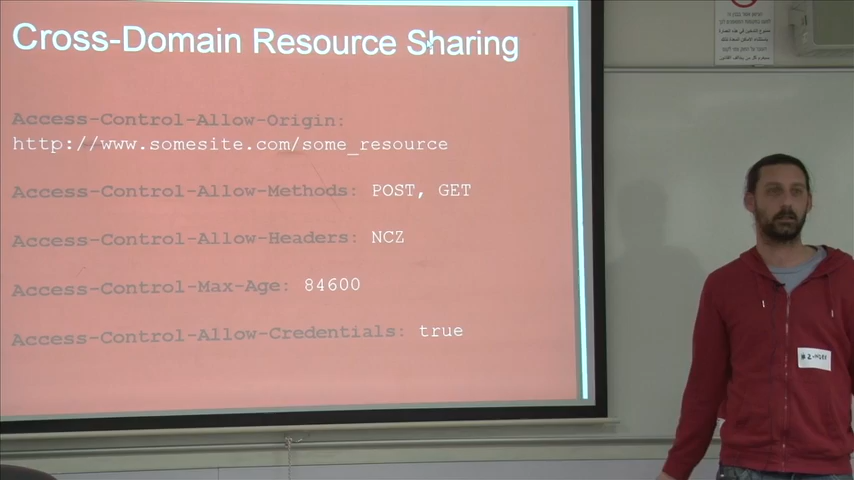 Cross-Domain Resource Sharing
Access-Control-Allow-Origin:
http://www.somesite.com/some_resource
Access-Control-Allow-Methods: POST, GET
Access-Control-Allow-Headers: NCZ
Access-Control-Max-Age: 84600
Access-Control-Allow-Credentials: true